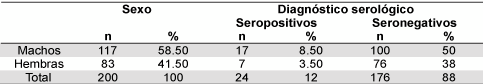 Sexo Diagnóstico serológico
Seropositivos Seronegativos
n % n % n %
Machos 117 58.50 17 8.50 100 50
Hembras 83 41.50 7 3.50 76 38
Total 200 100 24 12 176 88